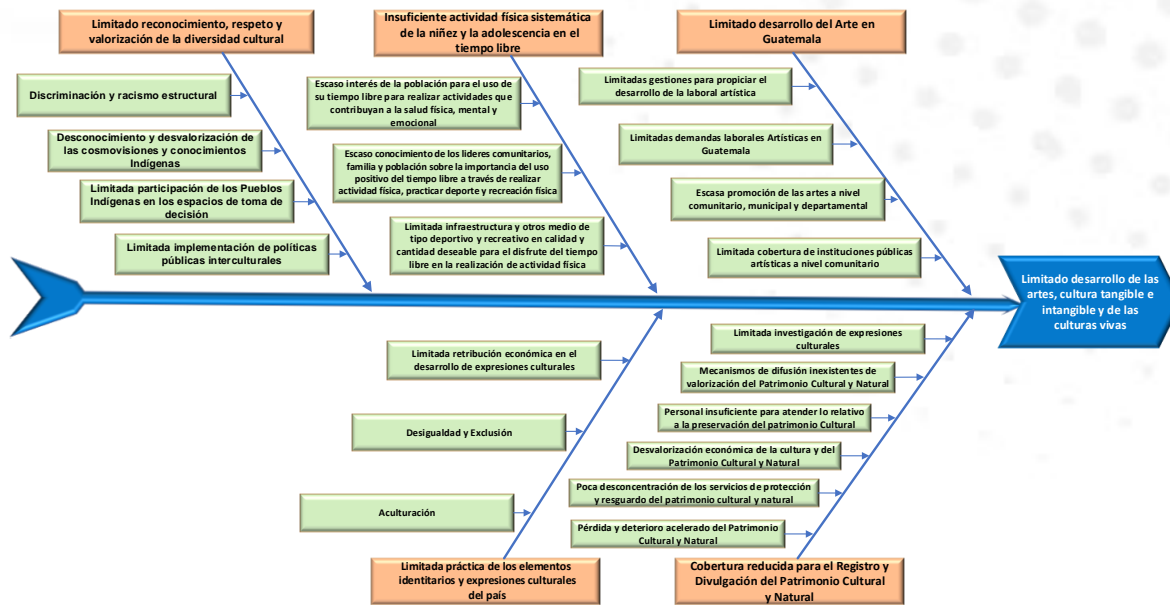 Limitado reconocimiento, respeto y
valorización de la diversidad cultural
Discriminación y racismo estructural
Desconocimiento y desvalorización de
las cosmovisiones y conocimientos
Indígenas
Limitada participación de los Pueblos
Indígenas en los espacios de toma de
decisión
Limitada implementación de políticas
públicas interculturales
Insuficiente actividad física sistemática
de la niñez y la adolescencia en el
tiempo libre
Escaso interés de la población para el uso de
su tiempo libre para realizar actividades que
contribuyan a la salud física, mental y
emocional
Escaso conocimiento de los lideres comunitarios,
familia y población sobre la importancia del uso
positivo del tiempo libre a través de realizar
actividad física, practicar deporte y recreación física
Limitada infraestructura y otros medio de
tipo deportivo y recreativo en calidad y
cantidad deseable para el disfrute del tiempo
libre en la realización de actividad física
Limitado desarrollo del Arte en
Guatemala
Limitadas gestiones para propiciar el
desarrollo de la laboral artística
Limitadas demandas laborales Artísticas en
Guatemala
Escasa promoción de las artes a nivel
comunitario, municipal y departamental
Limitada cobertura de instituciones públicas
artísticas a nivel comunitario
Limitado desarrollo de las
artes, cultura tangible e
intangible y de las
culturas vivas
Limitada retribución económica en el
desarrollo de expresiones culturales
Desigualdad y Exclusión
Aculturación
Limitada práctica de los elementos
identitarios y expresiones culturales
del país
Limitada investigación de expresiones
culturales
Mecanismos de difusión inexistentes de
valorización del Patrimonio Cultural y Natural
Personal insuficiente para atender lo relativo
a la preservación del patrimonio Cultural
Desvalorización económica de la cultura y del
Patrimonio Cultural y Natural
Poca desconcentración de los servicios de protección
y resguardo del patrimonio cultural y natural
Pérdida y deterioro acelerado del Patrimonio
Cultural y Natural
Cobertura reducida para el Registro y
Divulgación del Patrimonio Cultural
y Natural